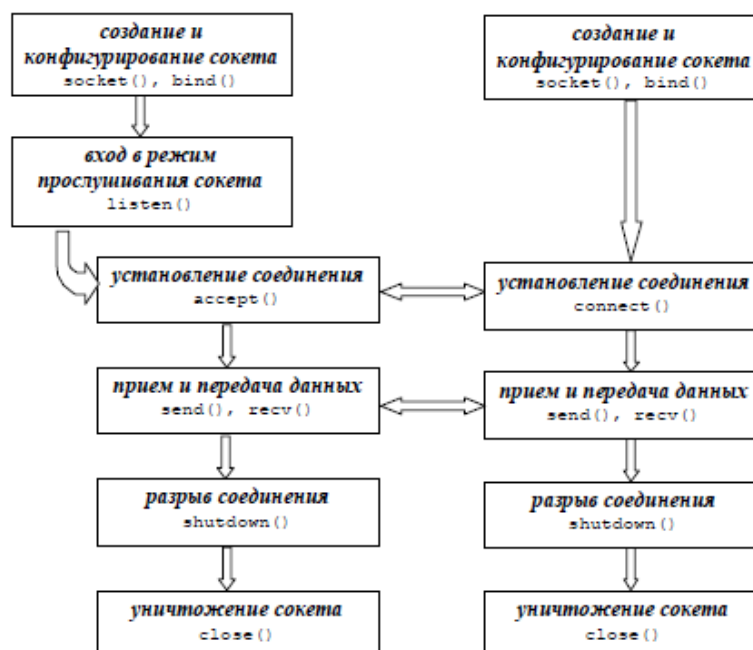 создание и
конфигурирование сокета
socket(), bind()
вход в режим
прослушивания сокета
listen()
установление соединения
accept()
прием и передача данных
send(), recv()
разрыв соединения
shutdown()
уничтожение сокета
close()
создание и
конфигурирование сокета
socket(), bind()
установление соединения
connect()
прием и передача данных
send(), recv()
разрыв соединения
shutdown()
уничтожение сокета
close()